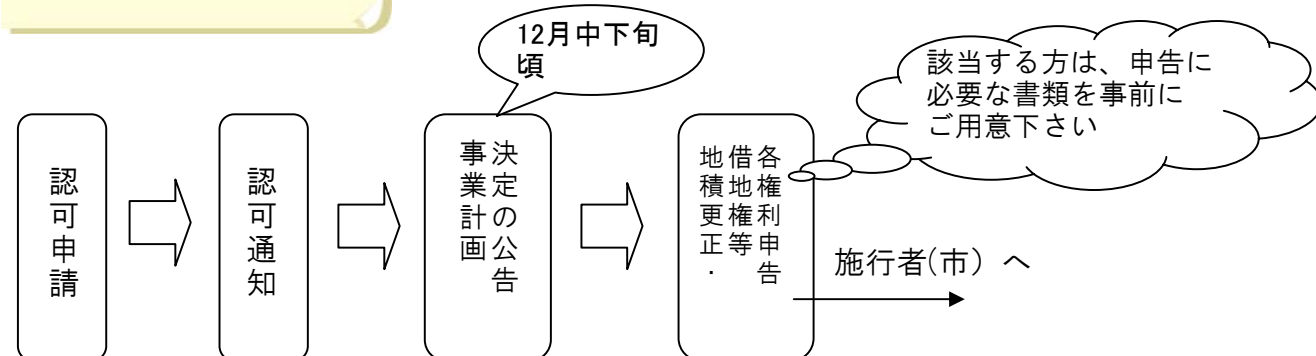 12月中下旬
頃
該当する方は、申告に
必要な書類を事前に
ご用意下さい
認可申請
認可通知
事業計画
決定の公告
地積更正・
借地権等
各権利申告
施行者(市）へ